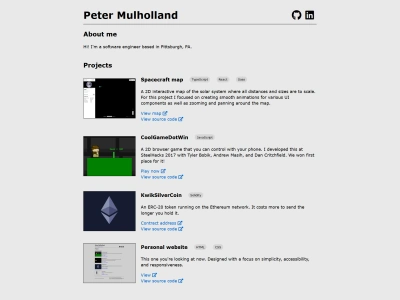 Peter Mulholland
About me
Hi! I'm a software engineer based in Pittsburgh, PA.
Projects
Spacecraft map TypeScript React Sass
A 2D interactive map of the solar system where all distances and sizes are to scale.
For this project I focused on creating smooth animations for various UI
components as well as zooming and panning around the map.
View map
View source code
CoolGameDotWin JavaScript
A 2D browser game that you can control with your phone. I developed this at
SteelHacks 2017 with Tyler Bobik, Andrew Masih, and Dan Critchfield. We won first
place for it!
Play now
View source code
KwikSilverCoin Solidity
An ERC-20 token running on the Ethereum network. It costs more to send the
longer you hold it.
Contract address
View source code
Personal website HTML CSS
This one you're looking at now. Designed with a focus on simplicity, accessibility,
and responsiveness.
View
View source code